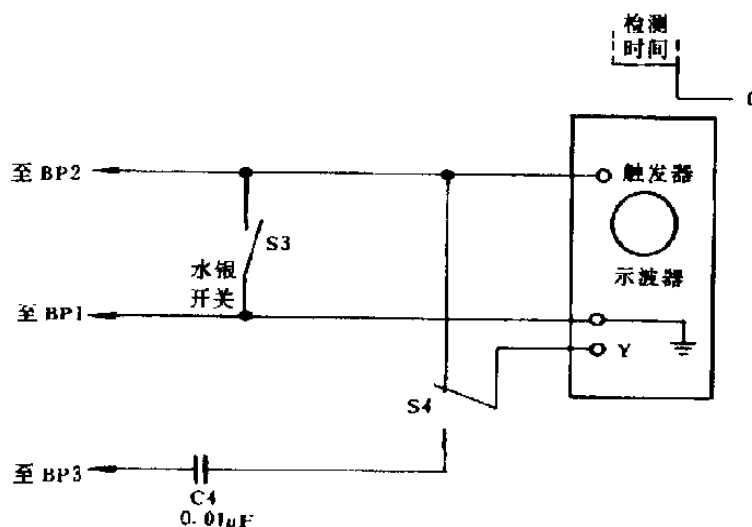 检测
时间
0
至 BP2
触发器
S3
水银
开关
示波器
至 BP1
Y
S4
至 BP3
C4
0.01μF